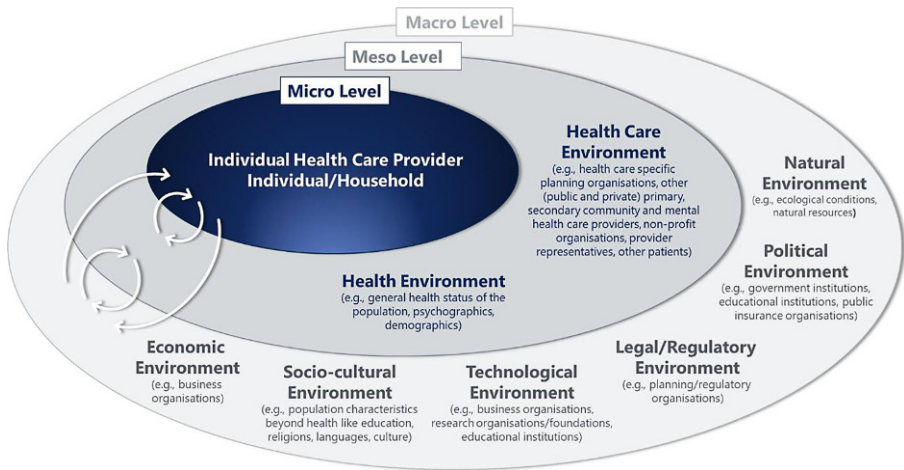 Macro Level
Meso Level
Micro Level
Individual Health Care Provider
Individual/Household
Health Care
Environment
(e.g., health care specific
planning organisations, other
(public and private) primary,
secondary community and mental
health care providers, non-profit
organisations, provider
representatives, other patients)
Natural
Environment
(e.g., ecological conditions,
natural resources)
Health Environment
(e.g., general health status of the
population, psychographics,
demographics)
Political
Environment
(e.g., government institutions,
educational institutions, public
insurance organisations)
Economic
Environment
(e.g., business
organisations)
Socio-cultural
Environment
(e.g., population characteristics
beyond health like education,
religions, languages, culture)
Technological
Environment
(e.g., business organisations,
research organisations/foundations,
educational institutions)
Legal/Regulatory
Environment
(e.g., planning/regulatory
organisations)